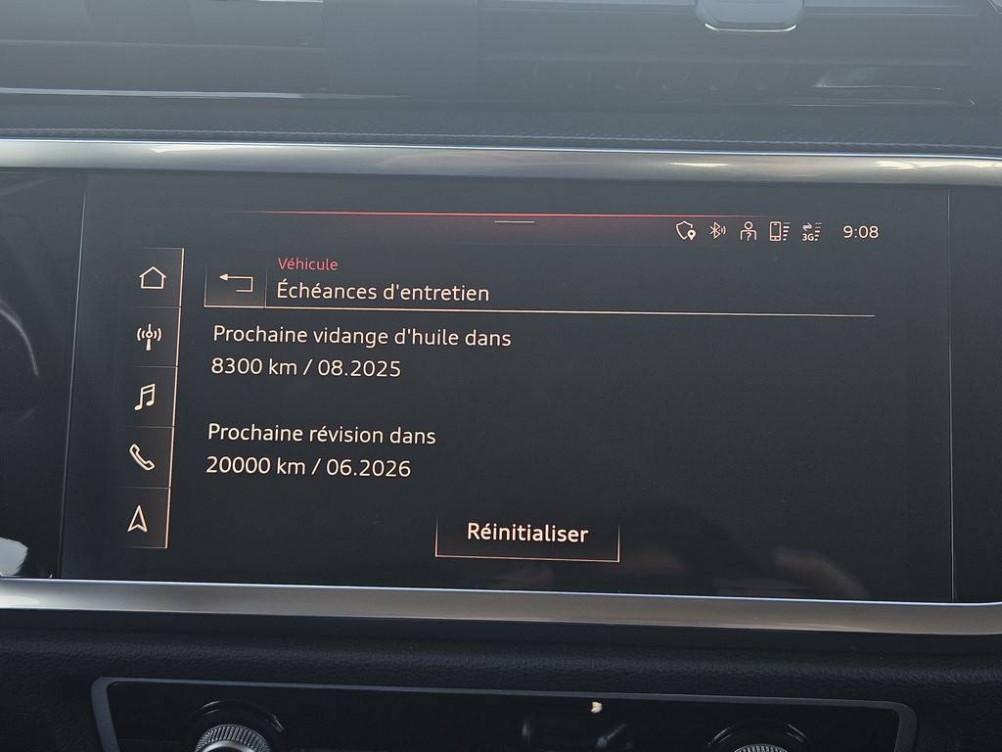 3G
9:08
Véhicule
Échéances d'entretien
Prochaine vidange d'huile dans
8300 km / 08.2025
Prochaine révision dans
20000 km / 06.2026
Réinitialiser